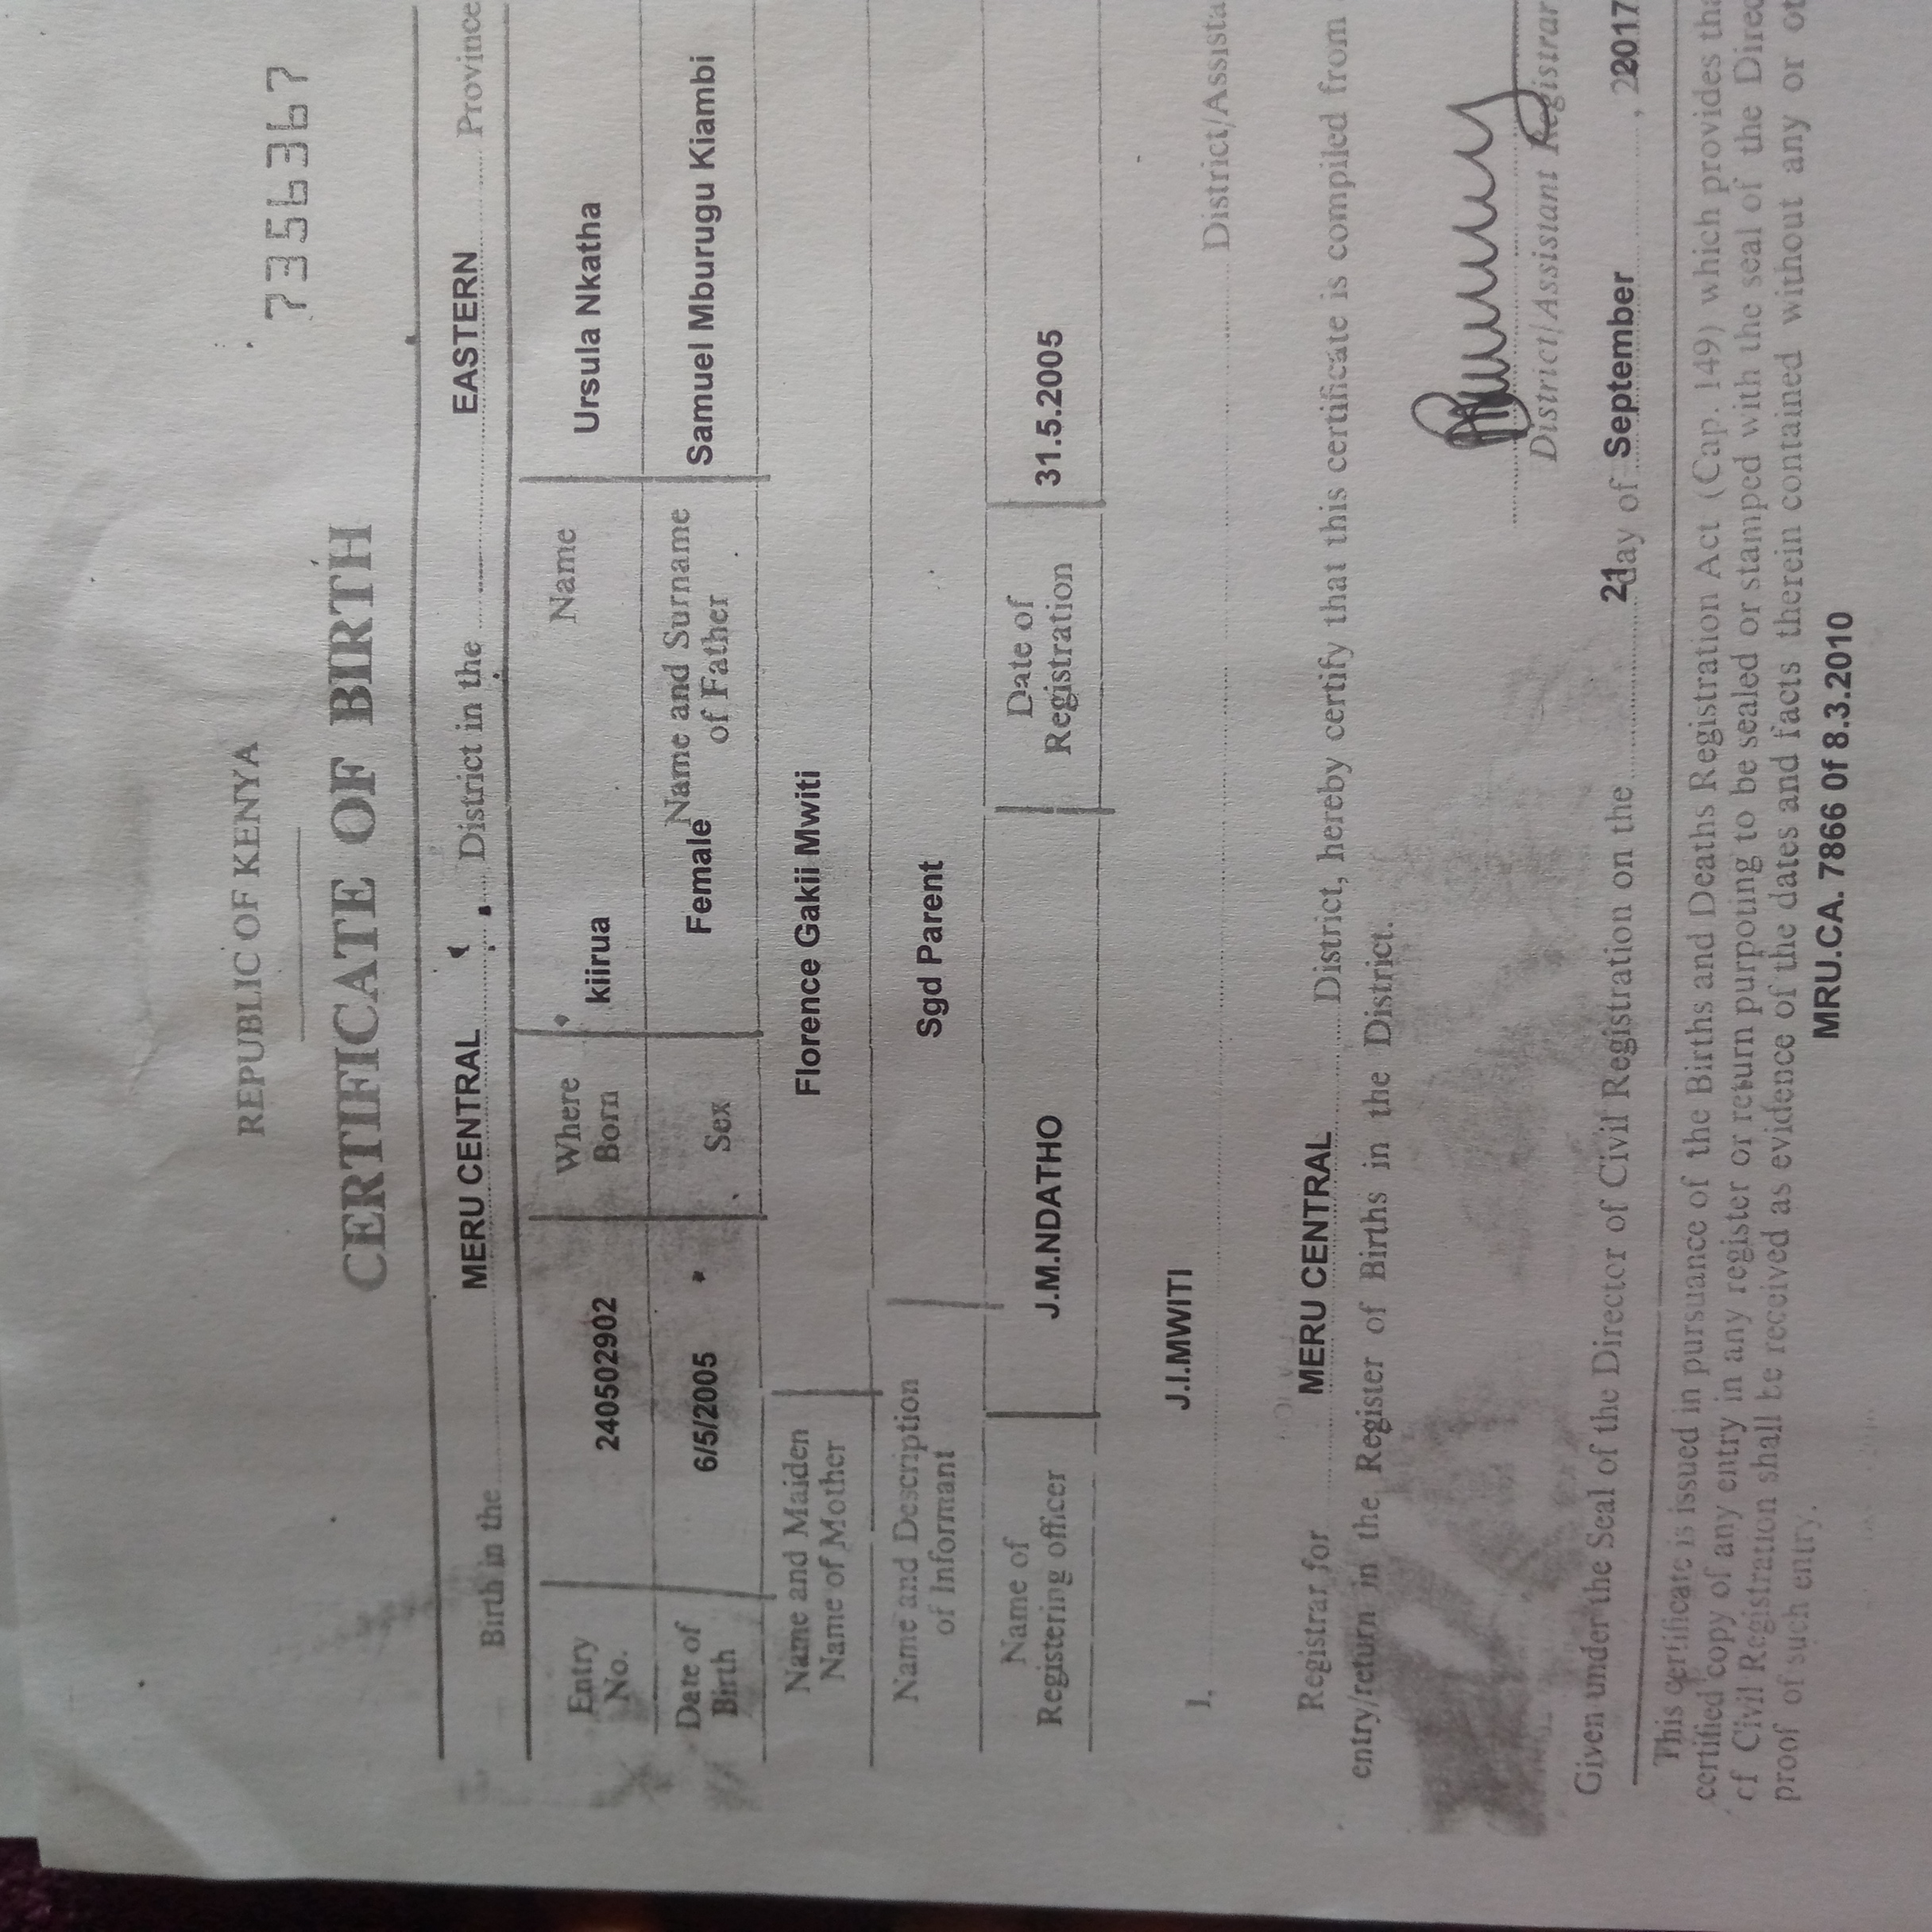 REPUBLIC OF KENYA
7356367
CERTIFICATE OF BIRTH
Birth in the MERU CENTRAL District in the EASTERN Province
Entry No. 240502902 Where Born kiirua Name Ursula Nkatha
Date of Birth 6/5/2005 Sex Female Name and Surname of Father Samuel Mburugu Kiambi
Name and Maiden Name of Mother Florence Gakii Mwiti
Name and Description of Informant Sgd Parent
Name of Registering officer J.M.NDATHO Date of Registration 31.5.2005
I, J.I.MWITI District/Assista
Registrar for MERU CENTRAL District, hereby certify that this certificate is compiled from
entry/return in the Register of Births in the District.
District/Assistant Registrar
Given under the Seal of the Director of Civil Registration on the 21 day of September, 2017
This certificate is issued in pursuance of the Births and Deaths Registration Act (Cap. 149) which provides tha
certified copy of any entry in any register or return purpoting to be sealed or stamped with the seal of the Direc
of Civil Registration shall be received as evidence of the dates and facts therein contained without any or ot
proof of such entry.
MRU.CA. 7866 0f 8.3.2010